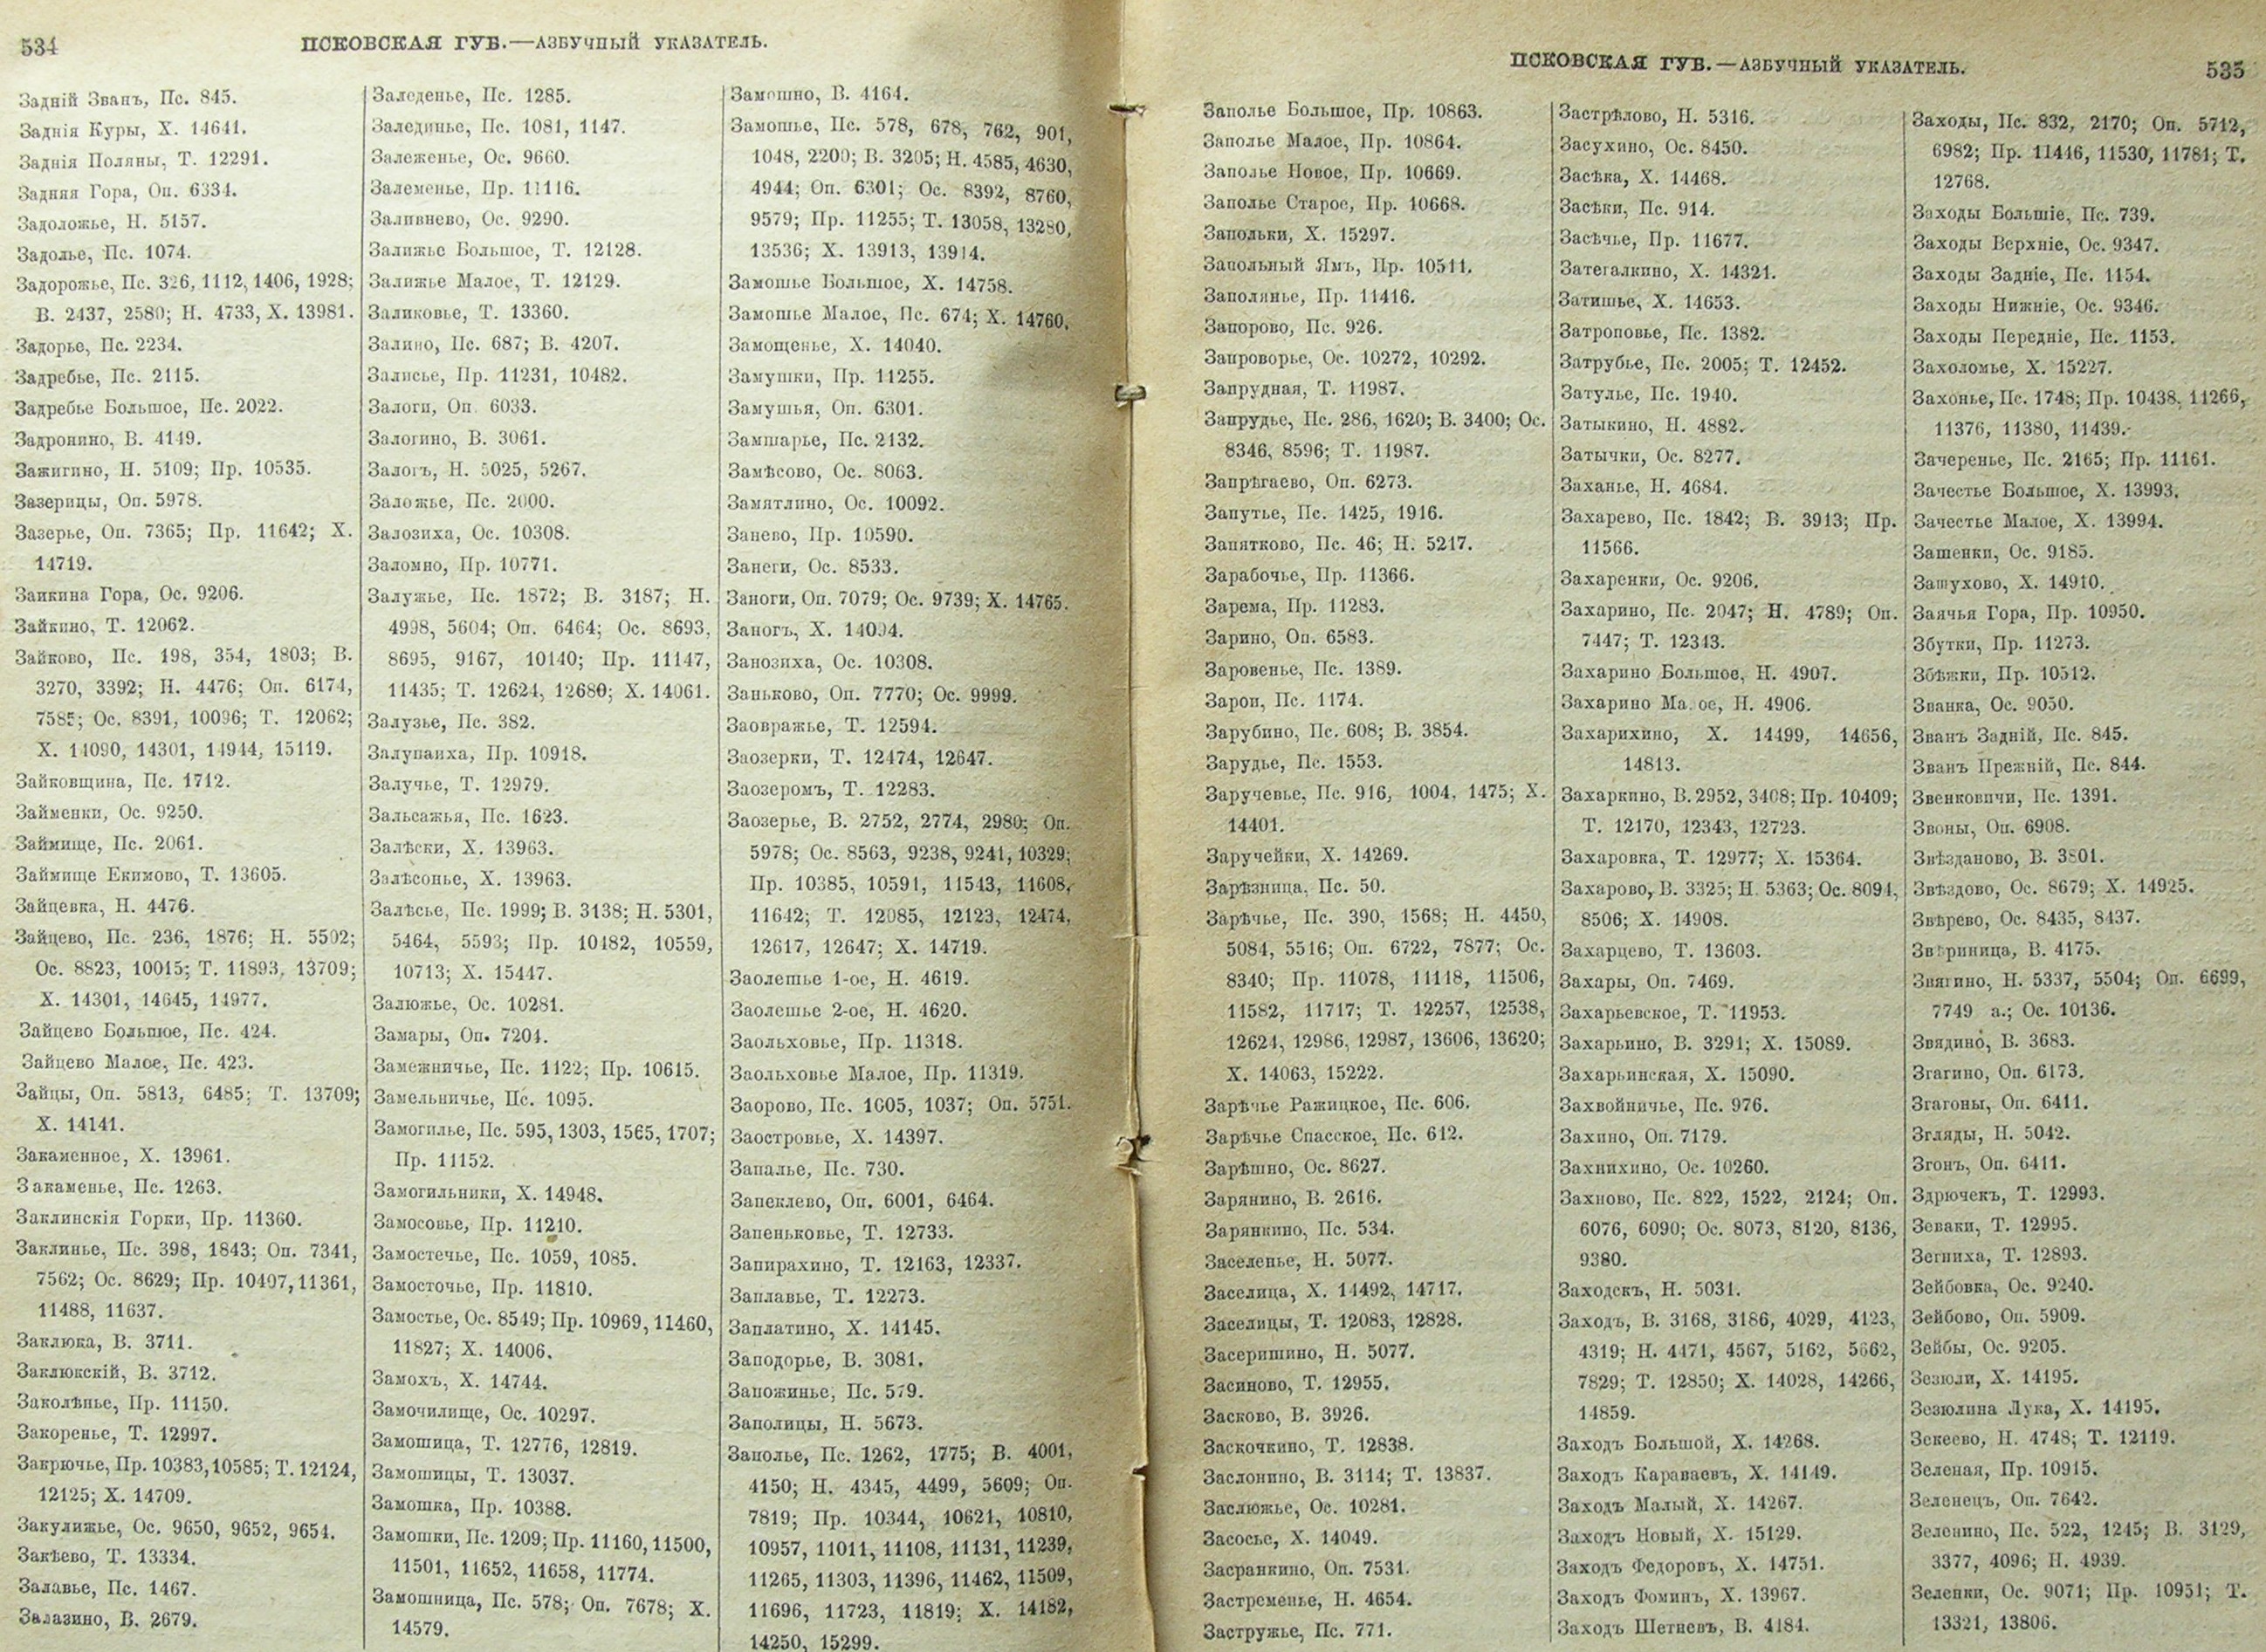 534
ПСКОВСКАЯ ГУБ.—АЗБУЧНЫЙ УКАЗАТЕЛЬ.
Задній Званъ, Пс. 845.
Заднія Куры, Х. 14641.
Заднія Поляны, Т. 12291.
Задняя Гора, Оп. 6334.
Задоложье, Н. 5157.
Задолье, Пс. 1074.
Задорожье, Пс. 326, 1112, 1406, 1928;
В. 2437, 2580; Н. 4733, Х. 13981.
Задорье, Пс. 2234.
Задребье, Пс. 2115.
Задребье Большое, Пс. 2022.
Задронино, В. 4149.
Зажигино, Н. 5109; Пр. 10535.
Зазерицы, Оп. 5978.
Зазерье, Оп. 7365; Пр. 11642; Х.
14719.
Заикина Гора, Ос. 9206.
Зайкино, Т. 12062.
Зайково, Пс. 198, 354, 1803; В.
3270, 3392; Н. 4476; Оп. 6174,
7585; Ос. 8391, 10096; Т. 12062;
Х. 14090, 14301, 14944, 15119.
Зайковщина, Пс. 1712.
Займенки, Ос. 9250.
Займище, Пс. 2061.
Займище Екимово, Т. 13605.
Зайцевка, Н. 4476.
Зайцево, Пс. 236, 1876; Н. 5502;
Ос. 8823, 10015; Т. 11893, 13709;
Х. 14301, 14645, 14977.
Зайцево Большое, Пс. 424.
Зайцево Малое, Пс. 423.
Зайцы, Оп. 5813, 6485; Т. 13709;
Х. 14141.
Закаменное, Х. 13961.
Закаменье, Пс. 1263.
Заклинскія Горки, Пр. 11360.
Заклинье, Пс. 398, 1843; Оп. 7341,
7562; Ос. 8629; Пр. 10407, 11361,
11488, 11637.
Заклюка, В. 3711.
Заклюкскій, В. 3712.
Заколѣнье, Пр. 11150.
Закоренье, Т. 12997.
Закрючье, Пр. 10383, 10585; Т. 12124,
12125; Х. 14709.
Закулижье, Ос. 9650, 9652, 9654.
Закѣево, Т. 13334.
Залавье, Пс. 1467.
Залазино, В. 2679.
Заледенье, Пс. 1285.
Залединье, Пс. 1081, 1147.
Залеженье, Ос. 9660.
Залеменье, Пр. 11116.
Заливнево, Ос. 9290.
Залижье Большое, Т. 12128.
Залижье Малое, Т. 12129.
Заликовье, Т. 13360.
Залино, Пс. 687; В. 4207.
Залисье, Пр. 11231, 10482.
Залоги, Оп. 6033.
Залогино, В. 3061.
Залогъ, Н. 5025, 5267.
Заложье, Пс. 2000.
Залозиха, Ос. 10308.
Заломно, Пр. 10771.
Залужье, Пс. 1872; В. 3187; Н.
4998, 5604; Оп. 6464; Ос. 8693,
8695, 9167, 10140; Пр. 11147,
11435; Т. 12624, 12680; Х. 14061.
Залузье, Пс. 382.
Залупаиха, Пр. 10918.
Залучье, Т. 12979.
Зальсажья, Пс. 1623.
Залѣски, Х. 13963.
Залѣсонье, Х. 13963.
Залѣсье, Пс. 1999; В. 3138; Н. 5301,
5464, 5593; Пр. 10482, 10559,
10713; Х. 15447.
Залюжье, Ос. 10281.
Замары, Оп. 7204.
Замежничье, Пс. 1122; Пр. 10615.
Замельничье, Пс. 1095.
Замогилье, Пс. 595, 1303, 1565, 1707;
Пр. 11152.
Замогильники, Х. 14948.
Замосовье, Пр. 11210.
Замостечье, Пс. 1059, 1085.
Замосточье, Пр. 11810.
Замостье, Ос. 8549; Пр. 10969, 11460,
11827; Х. 14006.
Замохъ, Х. 14744.
Замочилище, Ос. 10297.
Замошица, Т. 12776, 12819.
Замошицы, Т. 13037.
Замошка, Пр. 10388.
Замошки, Пс. 1209; Пр. 11160, 11500,
11501, 11652, 11658, 11774.
Замошница, Пс. 578; Оп. 7678; Х.
14579.
Замошно, В. 4164.
Замошье, Пс. 578, 678, 762, 901,
1048, 2200; В. 3205; Н. 4585, 4630,
4944; Оп. 6301; Ос. 8392, 8760,
9579; Пр. 11255; Т. 13058, 13280,
13536; Х. 13913, 13914.
Замошье Большое, Х. 14758.
Замошье Малое, Пс. 674; Х. 14760.
Замощенье, Х. 14040.
Замушки, Пр. 11255.
Замушья, Оп. 6301.
Замшарье, Пс. 2132.
Замѣсово, Ос. 8063.
Замятлино, Ос. 10092.
Занево, Пр. 10590.
Занеги, Ос. 8533.
Заноги, Оп. 7079; Ос. 9739; Х. 14765.
Заногъ, Х. 14094.
Занозиха, Ос. 10308.
Заньково, Оп. 7770; Ос. 9999.
Заовражье, Т. 12594.
Заозерки, Т. 12474, 12647.
Заозеромъ, Т. 12283.
Заозерье, В. 2752, 2774, 2980; Оп.
5978; Ос. 8563, 9238, 9241, 10329;
Пр. 10385, 10591, 11543, 11608,
11642; Т. 12085, 12123, 12474,
12617, 12647; Х. 14719.
Заолешье 1-ое, Н. 4619.
Заолешье 2-ое, Н. 4620.
Заольховье, Пр. 11318.
Заольховье Малое, Пр. 11319.
Заорово, Пс. 1005, 1037; Оп. 5751.
Заостровье, Х. 14397.
Запалье, Пс. 730.
Запеклево, Оп. 6001, 6464.
Запеньковье, Т. 12733.
Запирахино, Т. 12163, 12337.
Заплавье, Т. 12273.
Заплатино, Х. 14145.
Заподорье, В. 3081.
Запожинье, Пс. 579.
Заполицы, Н. 5673.
Заполье, Пс. 1262, 1775; В. 4001,
4150; Н. 4345, 4499, 5609; Оп.
7819; Пр. 10344, 10621, 10810,
10957, 11011, 11108, 11131, 11239,
11265, 11303, 11396, 11462, 11509,
11696, 11723, 11819; Х. 14182,
14250, 15299.
ПСКОВСКАЯ ГУБ.—АЗБУЧНЫЙ УКАЗАТЕЛЬ.
535
Заполье Большое, Пр. 10863.
Заполье Малое, Пр. 10864.
Заполье Новое, Пр. 10669.
Заполье Старое, Пр. 10668.
Запольки, Х. 15297.
Запольный Ямъ, Пр. 10511.
Заполянье, Пр. 11416.
Запорово, Пс. 926.
Запроворье, Ос. 10272, 10292.
Запрудная, Т. 11987.
Запрудье, Пс. 286, 1620; В. 3400; Ос.
8346, 8596; Т. 11987.
Запрѣгаево, Оп. 6273.
Запутье, Пс. 1425, 1916.
Запятково, Пс. 46; Н. 5217.
Зарабочье, Пр. 11366.
Зарема, Пр. 11283.
Зарино, Оп. 6583.
Заровенье, Пс. 1389.
Зарои, Пс. 1174.
Зарубино, Пс. 608; В. 3854.
Зарудье, Пс. 1553.
Заручевье, Пс. 916, 1004, 1475; Х.
14401.
Заручейки, Х. 14269.
Зарѣзница, Пс. 50.
Зарѣчье, Пс. 390, 1568; Н. 4450,
5084, 5516; Оп. 6722, 7877; Ос.
8340; Пр. 11078, 11118, 11506,
11582, 11717; Т. 12257, 12538,
12624, 12986, 12987, 13606, 13620;
Х. 14063, 15222.
Зарѣчье Ражицкое, Пс. 606.
Зарѣчье Спасское, Пс. 612.
Зарѣшно, Ос. 8627.
Зарянино, В. 2616.
Зарянкино, Пс. 534.
Заселенье, Н. 5077.
Заселица, Х. 14492, 14717.
Заселицы, Т. 12083, 12828.
Засеришино, Н. 5077.
Засиново, Т. 12955.
Засково, В. 3926.
Заскочкино, Т. 12838.
Заслонино, В. 3114; Т. 13837.
Заслюжье, Ос. 10281.
Засосье, Х. 14049.
Засранкино, Оп. 7531.
Застременье, Н. 4654.
Застружье, Пс. 771.
Застрѣлово, Н. 5316.
Засухино, Ос. 8450.
Засѣка, Х. 14468.
Засѣки, Пс. 914.
Засѣчье, Пр. 11677.
Затегалкино, Х. 14321.
Затишье, Х. 14653.
Затроповье, Пс. 1382.
Затрубье, Пс. 2005; Т. 12452.
Затулье, Пс. 1940.
Затыкино, Н. 4882.
Затычки, Ос. 8277.
Заханье, Н. 4684.
Захарево, Пс. 1842; В. 3913; Пр.
11566.
Захаренки, Ос. 9206.
Захарино, Пс. 2047; Н. 4789; Оп.
7447; Т. 12343.
Захарино Большое, Н. 4907.
Захарино Ма.ое, Н. 4906.
Захарихино, Х. 14499, 14656,
14813.
Захаркино, В. 2952, 3408; Пр. 10409;
Т. 12170, 12343, 12723.
Захаровка, Т. 12977; Х. 15364.
Захарово, В. 3325; Н. 5363; Ос. 8094,
8506; Х. 14908.
Захарцево, Т. 13603.
Захары, Оп. 7469.
Захарьевское, Т. 11953.
Захарьино, В. 3291; Х. 15089.
Захарьинская, Х. 15090.
Захвойничье, Пс. 976.
Захино, Оп. 7179.
Захнихино, Ос. 10260.
Захново, Пс. 822, 1522, 2124; Оп.
6076, 6090; Ос. 8073, 8120, 8136,
9380.
Заходскъ, Н. 5031.
Заходъ, В. 3168, 3186, 4029, 4123,
4319; Н. 4471, 4567, 5162, 5662,
7829; Т. 12850; Х. 14028, 14266,
14859.
Заходъ Большой, Х. 14268.
Заходъ Караваевъ, Х. 14149.
Заходъ Малый, Х. 14267.
Заходъ Новый, Х. 15129.
Заходъ Федоровъ, Х. 14751.
Заходъ Фоминъ, Х. 13967.
Заходъ Шетневъ, В. 4184.
Заходы, Пс. 832, 2170; Оп. 5712,
6982; Пр. 11446, 11530, 11781; Т.
12768.
Заходы Большіе, Пс. 739.
Заходы Верхніе, Ос. 9347.
Заходы Задніе, Пс. 1154.
Заходы Нижніе, Ос. 9346.
Заходы Передніе, Пс. 1153.
Захоломье, Х. 15227.
Захонье, Пс. 1748; Пр. 10438, 11266,
11376, 11380, 11439.
Зачеренье, Пс. 2165; Пр. 11161.
Зачестье Большое, Х. 13993.
Зачестье Малое, Х. 13994.
Зашенки, Ос. 9185.
Зашухово, Х. 14910.
Заячья Гора, Пр. 10950.
Збутки, Пр. 11273.
Збѣжки, Пр. 10512.
Званка, Ос. 9050.
Званъ Задній, Пс. 845.
Званъ Прежній, Пс. 844.
Звенковичи, Пс. 1391.
Звоны, Оп. 6908.
Звѣзданово, В. 3801.
Звѣздово, Ос. 8679; Х. 14925.
Звѣрево, Ос. 8435, 8437.
Звѣриница, В. 4175.
Звягино, Н. 5337, 5504; Оп. 6699,
7749 а.; Ос. 10136.
Звядино, В. 3683.
Згагино, Оп. 6173.
Згагоны, Оп. 6411.
Згляды, Н. 5042.
Згонъ, Оп. 6411.
Здрючекъ, Т. 12993.
Зеваки, Т. 12995.
Зегниха, Т. 12893.
Зейбовка, Ос. 9240.
Зейбово, Оп. 5909.
Зейбы, Ос. 9205.
Зезюли, Х. 14195.
Зезюлина Лука, Х. 14195.
Зекеево, Н. 4748; Т. 12119.
Зеленая, Пр. 10915.
Зеленецъ, Оп. 7642.
Зеленино, Пс. 522, 1245; В. 3129,
3377, 4096; Н. 4939.
Зеленки, Ос. 9071; Пр. 10951; Т.
13321, 13806.